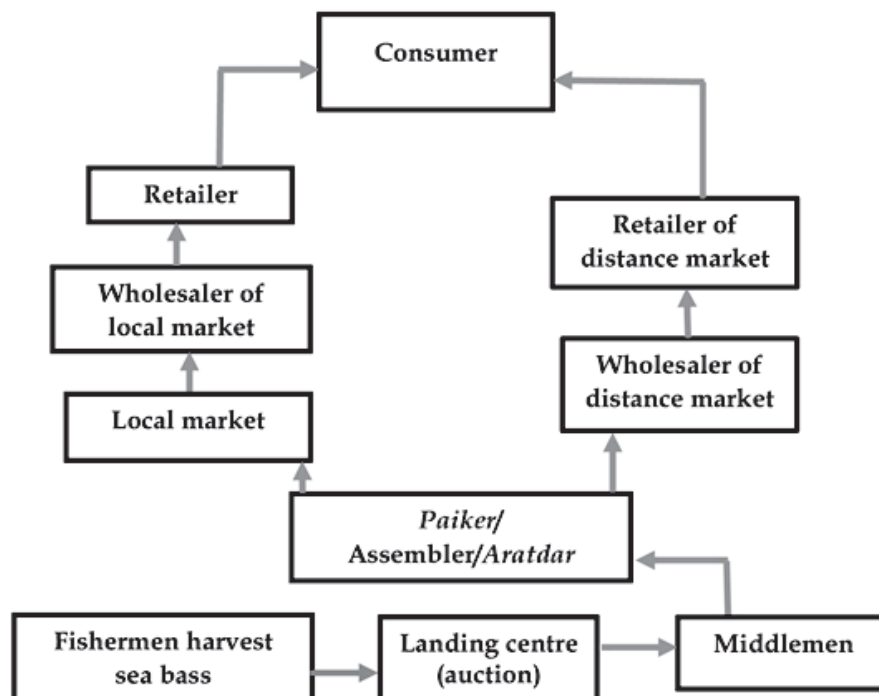 Consumer
Retailer
Retailer of
distance market
Wholesaler of
local market
Wholesaler of
distance market
Local market
Paiker/
Assembler/Aratdar
Fishermen harvest
sea bass
Landing centre
(auction)
Middlemen